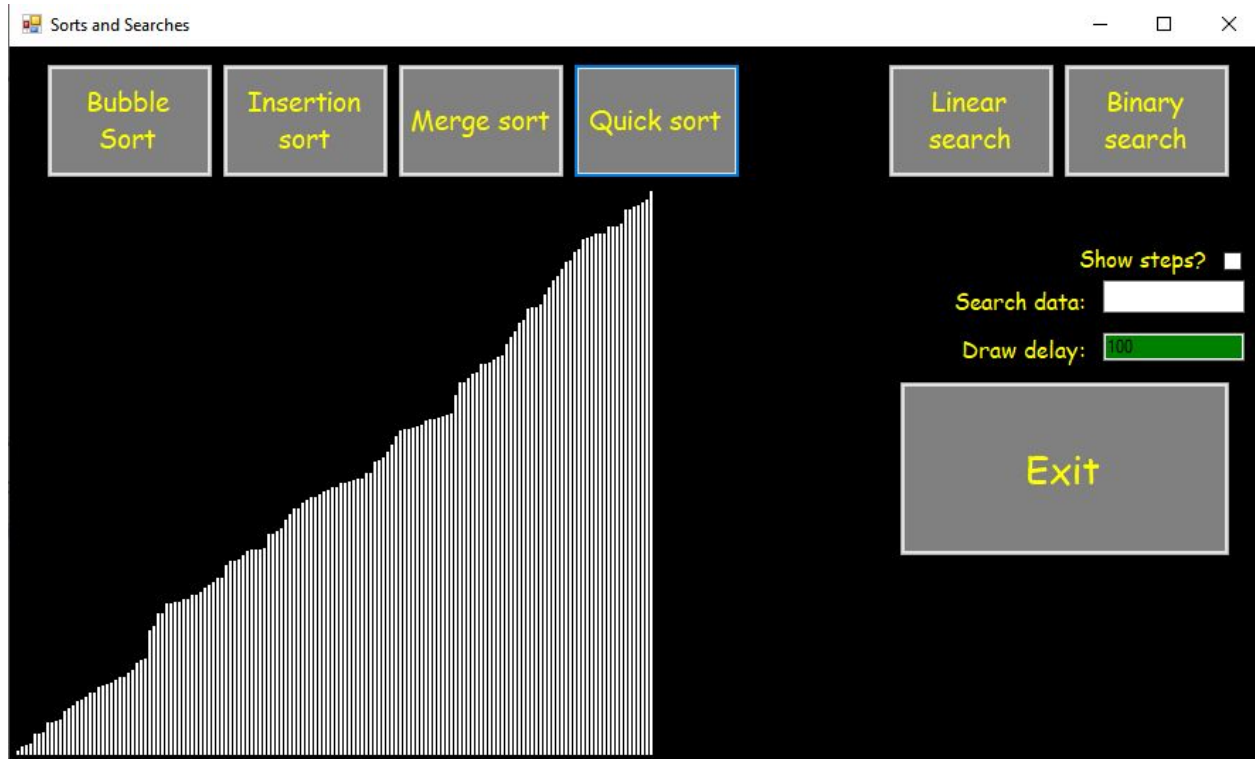 Sorts and Searches
Bubble
Sort
Insertion
sort
Merge sort
Quick sort
Linear
search
Binary
search
Show steps?
Search data:
Draw delay:
100
Exit